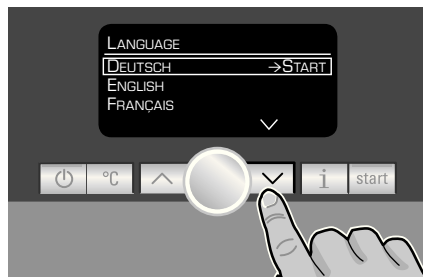 LANGUAGE
DEUTSCH →START
ENGLISH
FRANÇAIS
°C i start